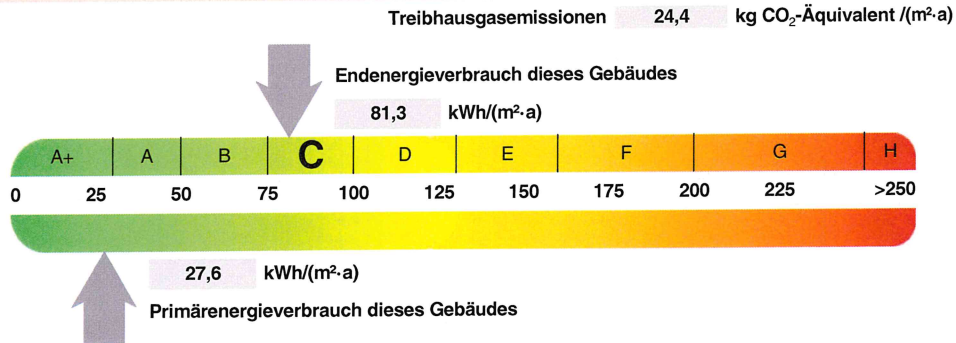 Treibhausgasemissionen 24,4 kg CO₂-Äquivalent /(m²·a)
Endenergieverbrauch dieses Gebäudes
81,3 kWh/(m²·a)
A+ A B C D E F G H
0 25 50 75 100 125 150 175 200 225 >250
27,6 kWh/(m²·a)
Primärenergieverbrauch dieses Gebäudes